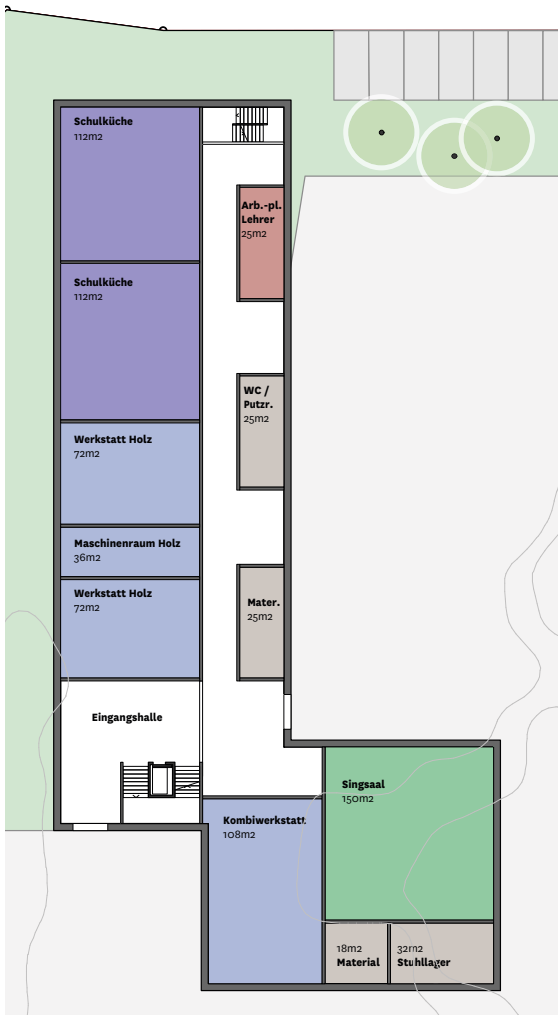 Schulküche
112m2
Arb.-pl.
Lehrer
25m2
Schulküche
112m2
WC /
Putzr.
25m2
Werkstatt Holz
72m2
Maschinenraum Holz
36m2
Werkstatt Holz
72m2
Mater.
25m2
Eingangshalle
Singsaal
150m2
Kombiwerkstatt
108m2
18m2
Material
32m2
Stuhllager